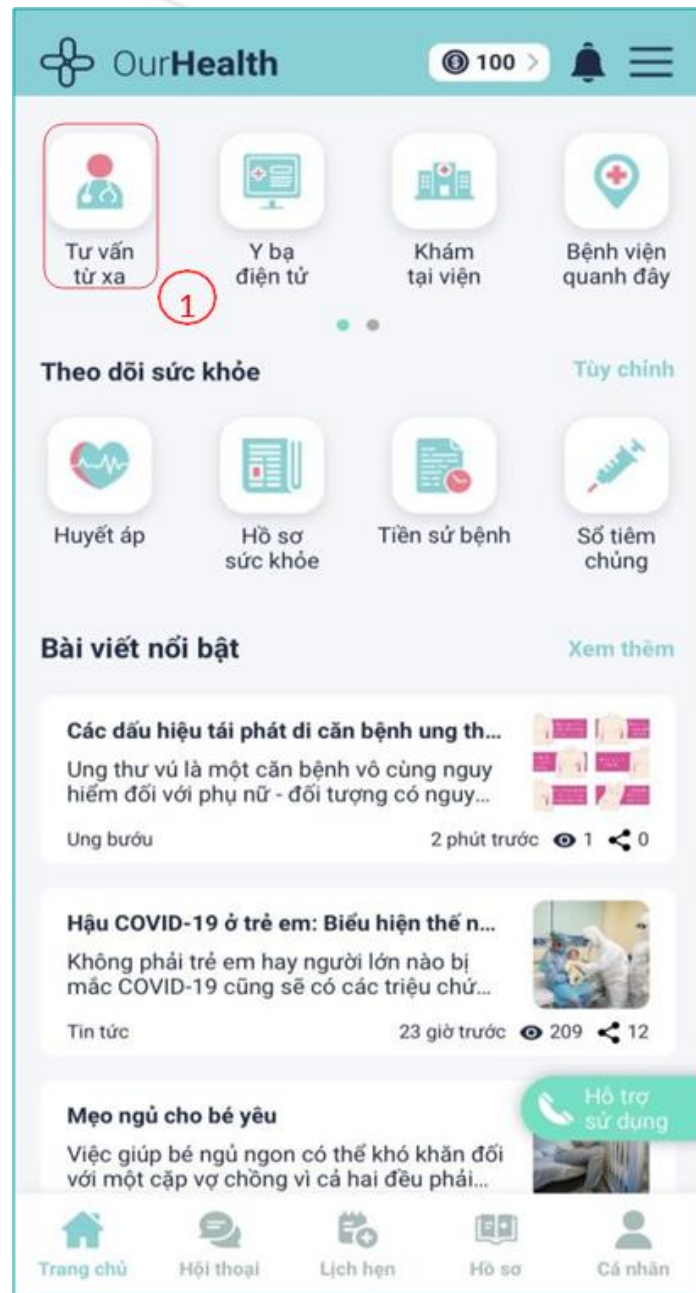 OurHealth
100 >
Tư vấn
từ xa
Y bạ
điện tử
Khám
tại viện
Bệnh viện
quanh đây
1
Theo dõi sức khỏe
Tùy chỉnh
Huyết áp
Hồ sơ
sức khỏe
Tiền sử bệnh
Sổ tiêm
chủng
Bài viết nổi bật
Xem thêm
Các dấu hiệu tái phát di căn bệnh ung th...
Ung thư vú là một căn bệnh vô cùng nguy
hiểm đối với phụ nữ - đối tượng có nguy...
Ung bướu
2 phút trước 1 0
Hậu COVID-19 ở trẻ em: Biểu hiện thế n...
Không phải trẻ em hay người lớn nào bị
mắc COVID-19 cũng sẽ có các triệu chứ...
Tin tức
23 giờ trước 209 12
Hỗ trợ
sử dụng
Mẹo ngủ cho bé yêu
Việc giúp bé ngủ ngon có thể khó khăn đối
với một cặp vợ chồng vì cả hai đều phải...
Trang chủ
Hội thoại
Lịch hẹn
Hồ sơ
Cá nhân